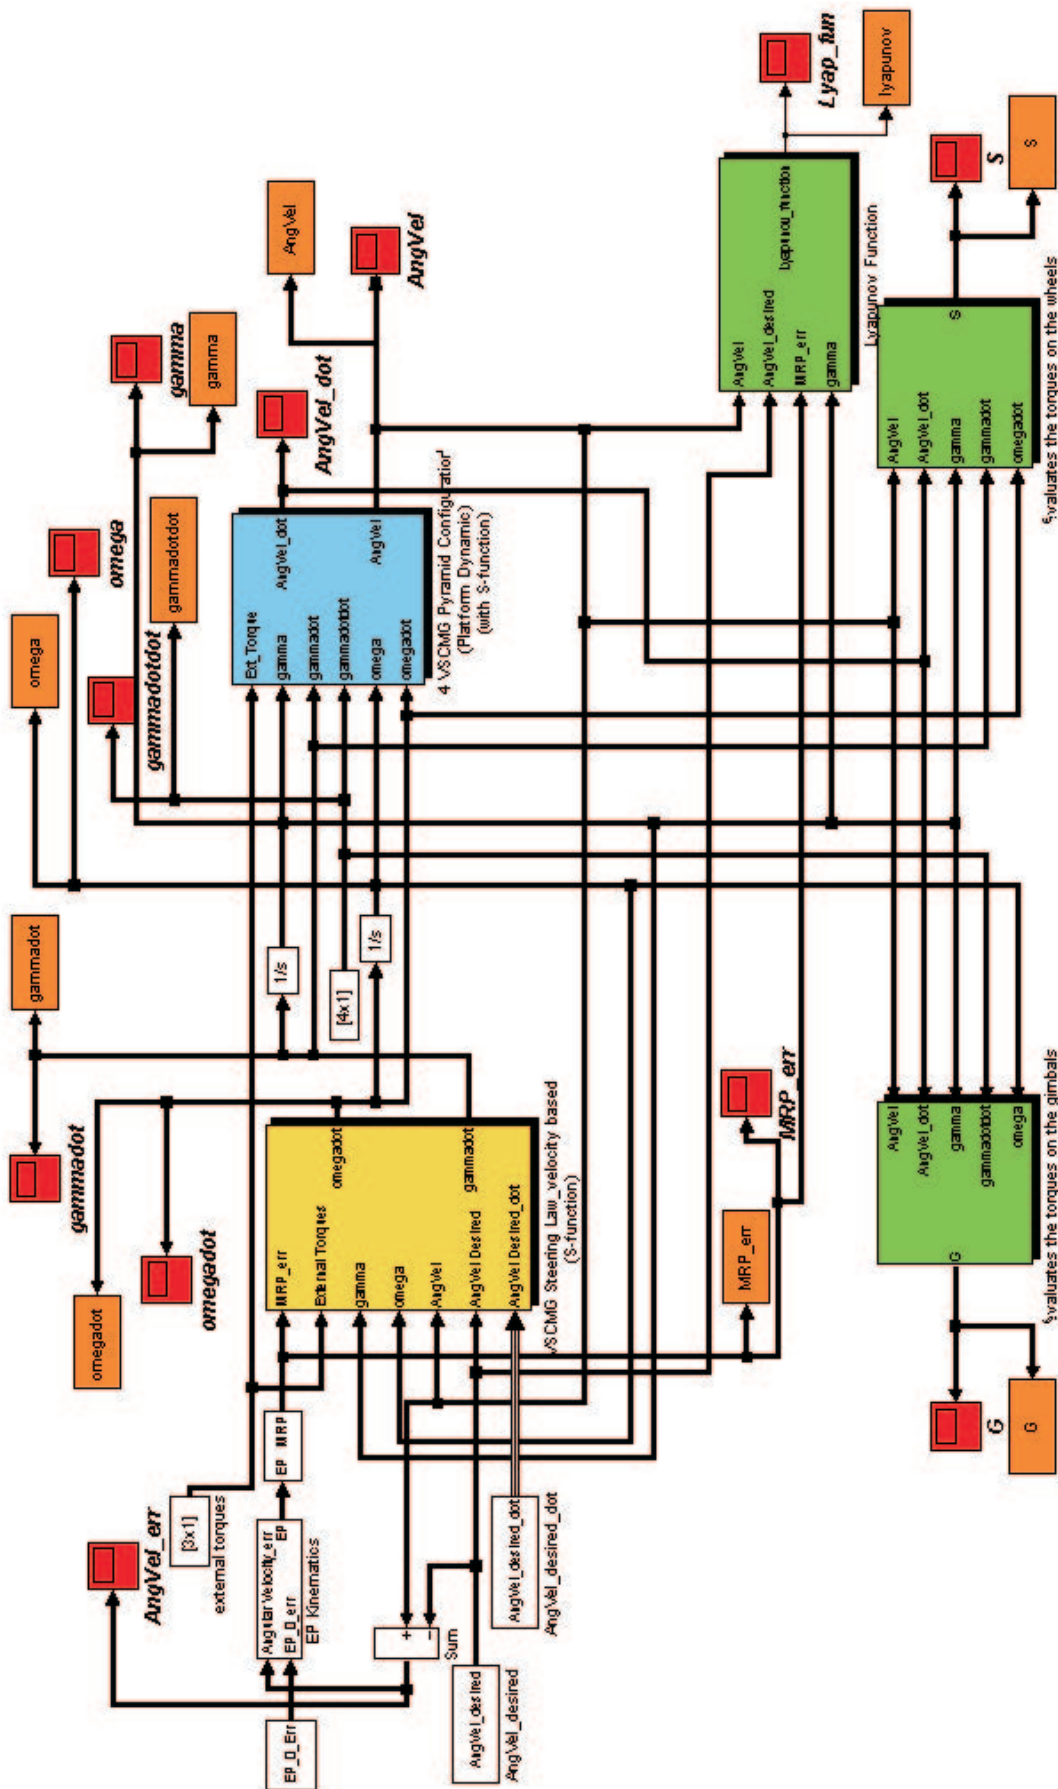 EP_0_Err
AngVel_desired
AngVel_desired
AngVel_err
[3x1]
external torques
Angular Velocity_err
EP_0_err
EP
EP Kinematics
EP MRP
+
-
Sum
AngVel_desired_dot
AngVel_desired_dot
omegadot
omegadot
gammadot
gammadot
MRP_err
External Torques
gamma
omega
AngVel
AngVel Desired
AngVel Desired_dot
omegadot
gammadot
VSCMG Steering Law_velocity based
(S-function)
1/s
[4x1]
1/s
omega
omega
gammadotdot
gammadotdot
gamma
gamma
Ext_Torque
gamma
gammadot
gammadotdot
omega
omegadot
AngVel_dot
AngVel
4 VSCMG Pyramid Configuration
(Platform Dynamic)
(with S-function)
AngVel_dot
AngVel
AngVel
MRP_err
MRP_err
AngVel
AngVel_desired
MRP_err
gamma
Lyapunou_function
Lyapunov Function
Lyap_fun
lyapunov
G
G
G
AngVel
AngVel_dot
gamma
gammadotdot
omega
Evaluates the torques on the gimbals
AngVel
AngVel_dot
gamma
gammadot
omegadot
S
Evaluates the torques on the wheels
S
S